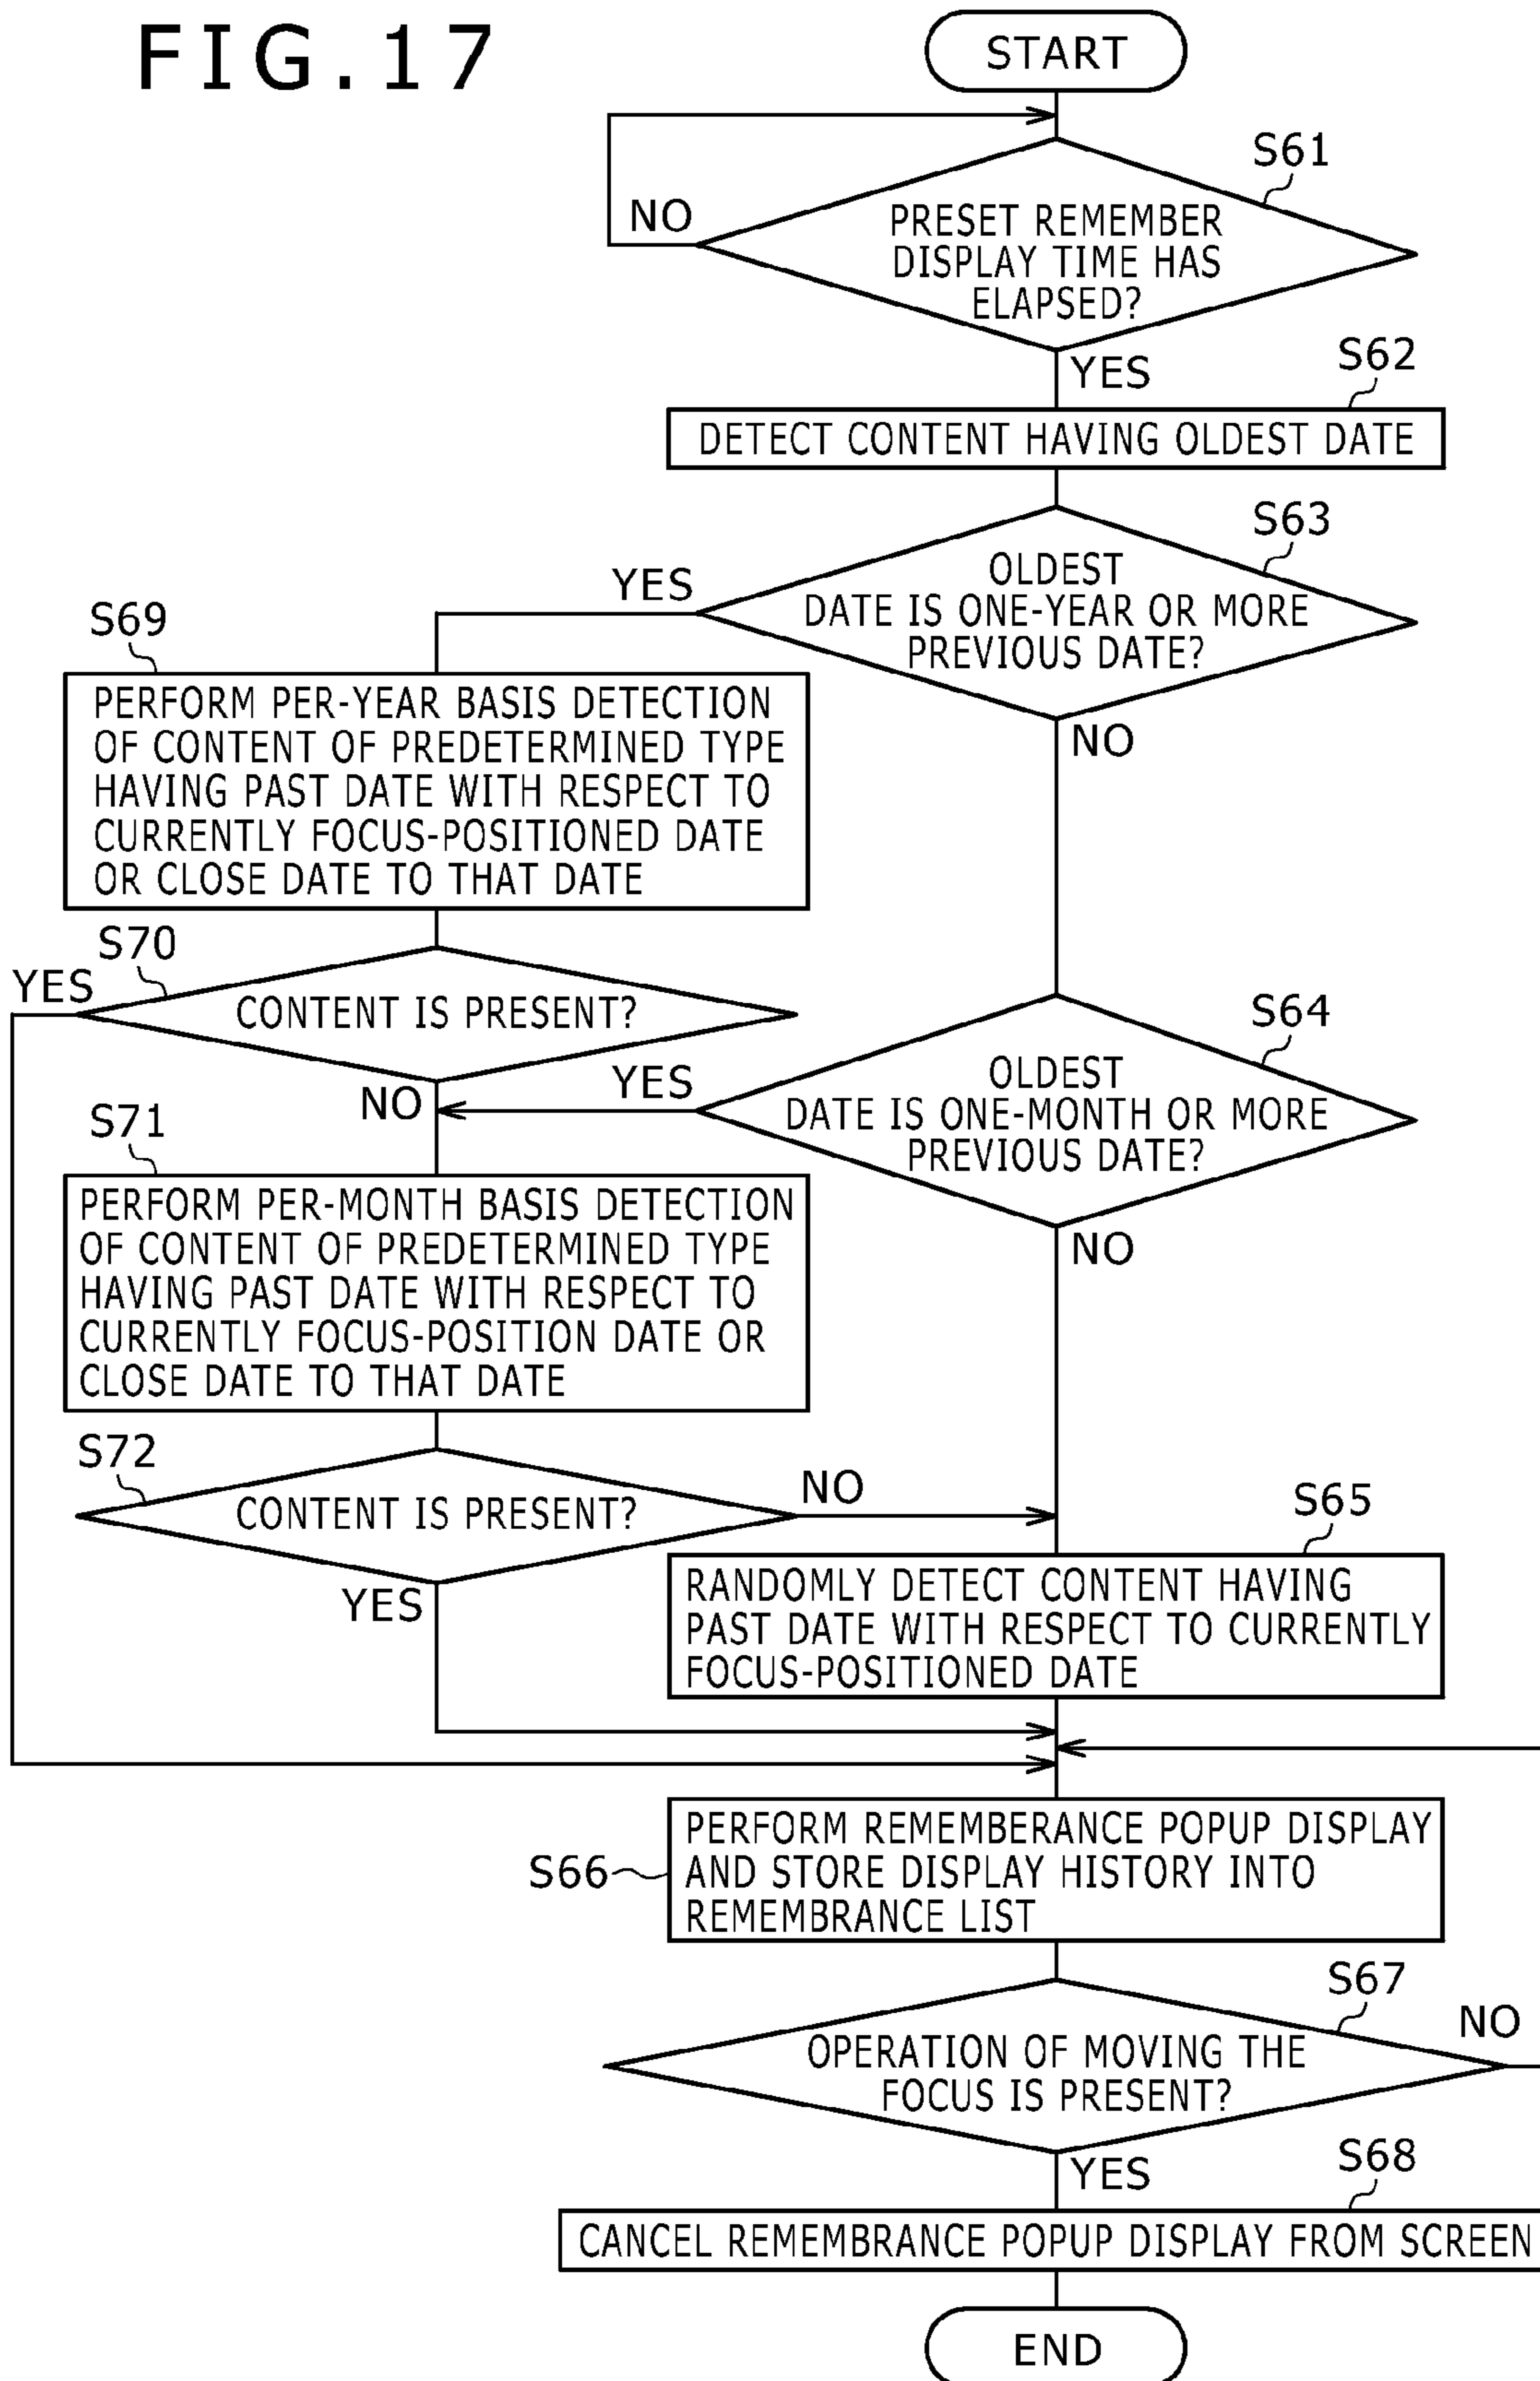 FIG.17
START
S61
NO
PRESET REMEMBER
DISPLAY TIME HAS
ELAPSED?
YES
S62
DETECT CONTENT HAVING OLDEST DATE
S63
YES
OLDEST
DATE IS ONE-YEAR OR MORE
PREVIOUS DATE?
NO
S69
PERFORM PER-YEAR BASIS DETECTION
OF CONTENT OF PREDETERMINED TYPE
HAVING PAST DATE WITH RESPECT TO
CURRENTLY FOCUS-POSITIONED DATE
OR CLOSE DATE TO THAT DATE
S70
YES
CONTENT IS PRESENT?
NO
S64
YES
OLDEST
DATE IS ONE-MONTH OR MORE
PREVIOUS DATE?
NO
S71
PERFORM PER-MONTH BASIS DETECTION
OF CONTENT OF PREDETERMINED TYPE
HAVING PAST DATE WITH RESPECT TO
CURRENTLY FOCUS-POSITION DATE OR
CLOSE DATE TO THAT DATE
S72
CONTENT IS PRESENT?
NO
YES
S65
RANDOMLY DETECT CONTENT HAVING
PAST DATE WITH RESPECT TO CURRENTLY
FOCUS-POSITIONED DATE
S66
PERFORM REMEMBERANCE POPUP DISPLAY
AND STORE DISPLAY HISTORY INTO
REMEMBRANCE LIST
S67
NO
OPERATION OF MOVING THE
FOCUS IS PRESENT?
YES
S68
CANCEL REMEMBRANCE POPUP DISPLAY FROM SCREEN
END